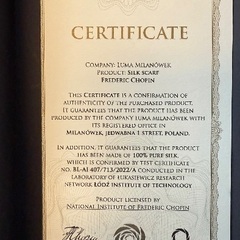 CERTIFICATE
COMPANY: LUMA MILANÓWEK
PRODUCT: SILK SCARF
FREDERIC CHOPIN
THIS CERTIFICATE IS A CONFIRMATION OF
AUTHENTICITY OF THE PURCHASED PRODUCT.
IT GUARANTEES THAT THE PRODUCT HAS BEEN
PRODUCED BY THE COMPANY LUMA MILANÓWEK WITH
ITS REGISTERED OFFICE IN
MILANÓWEK, JEDWABNA 1 STREET, POLAND.
IN ADDITION, IT GUARANTEES THAT THE PRODUCT
HAS BEEN MADE OF 100% PURE SILK,
WHICH IS CONFIRMED BY TEST CERTIFICATE
NO. BL-AI 407/713/2022/A CONDUCTED IN THE
LABORATORY OF ŁUKASIEWICZ RESEARCH
NETWORK ŁÓDŹ INSTITUTE OF TECHNOLOGY
PRODUCT LICENSED BY
NATIONAL INSTITUTE OF FREDERIC CHOPIN